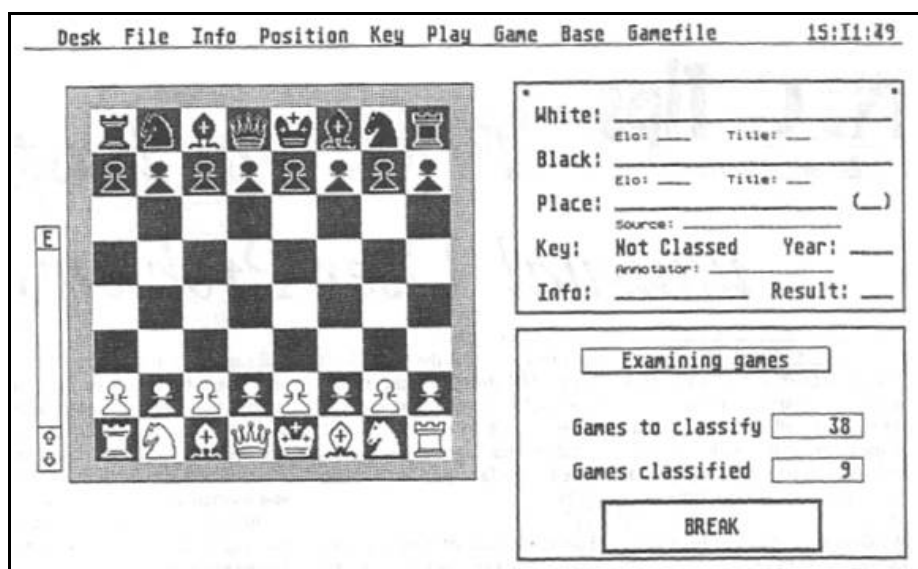 Desk File Info Position Key Play Game Base Gamefile 15:11:49
E
White:
Elo: Title:
Black:
Elo: Title:
Place: ( )
Source:
Key: Not Classed Year:
Annotator:
Info: Result:
Examining games
Games to classify 38
Games classified 9
BREAK